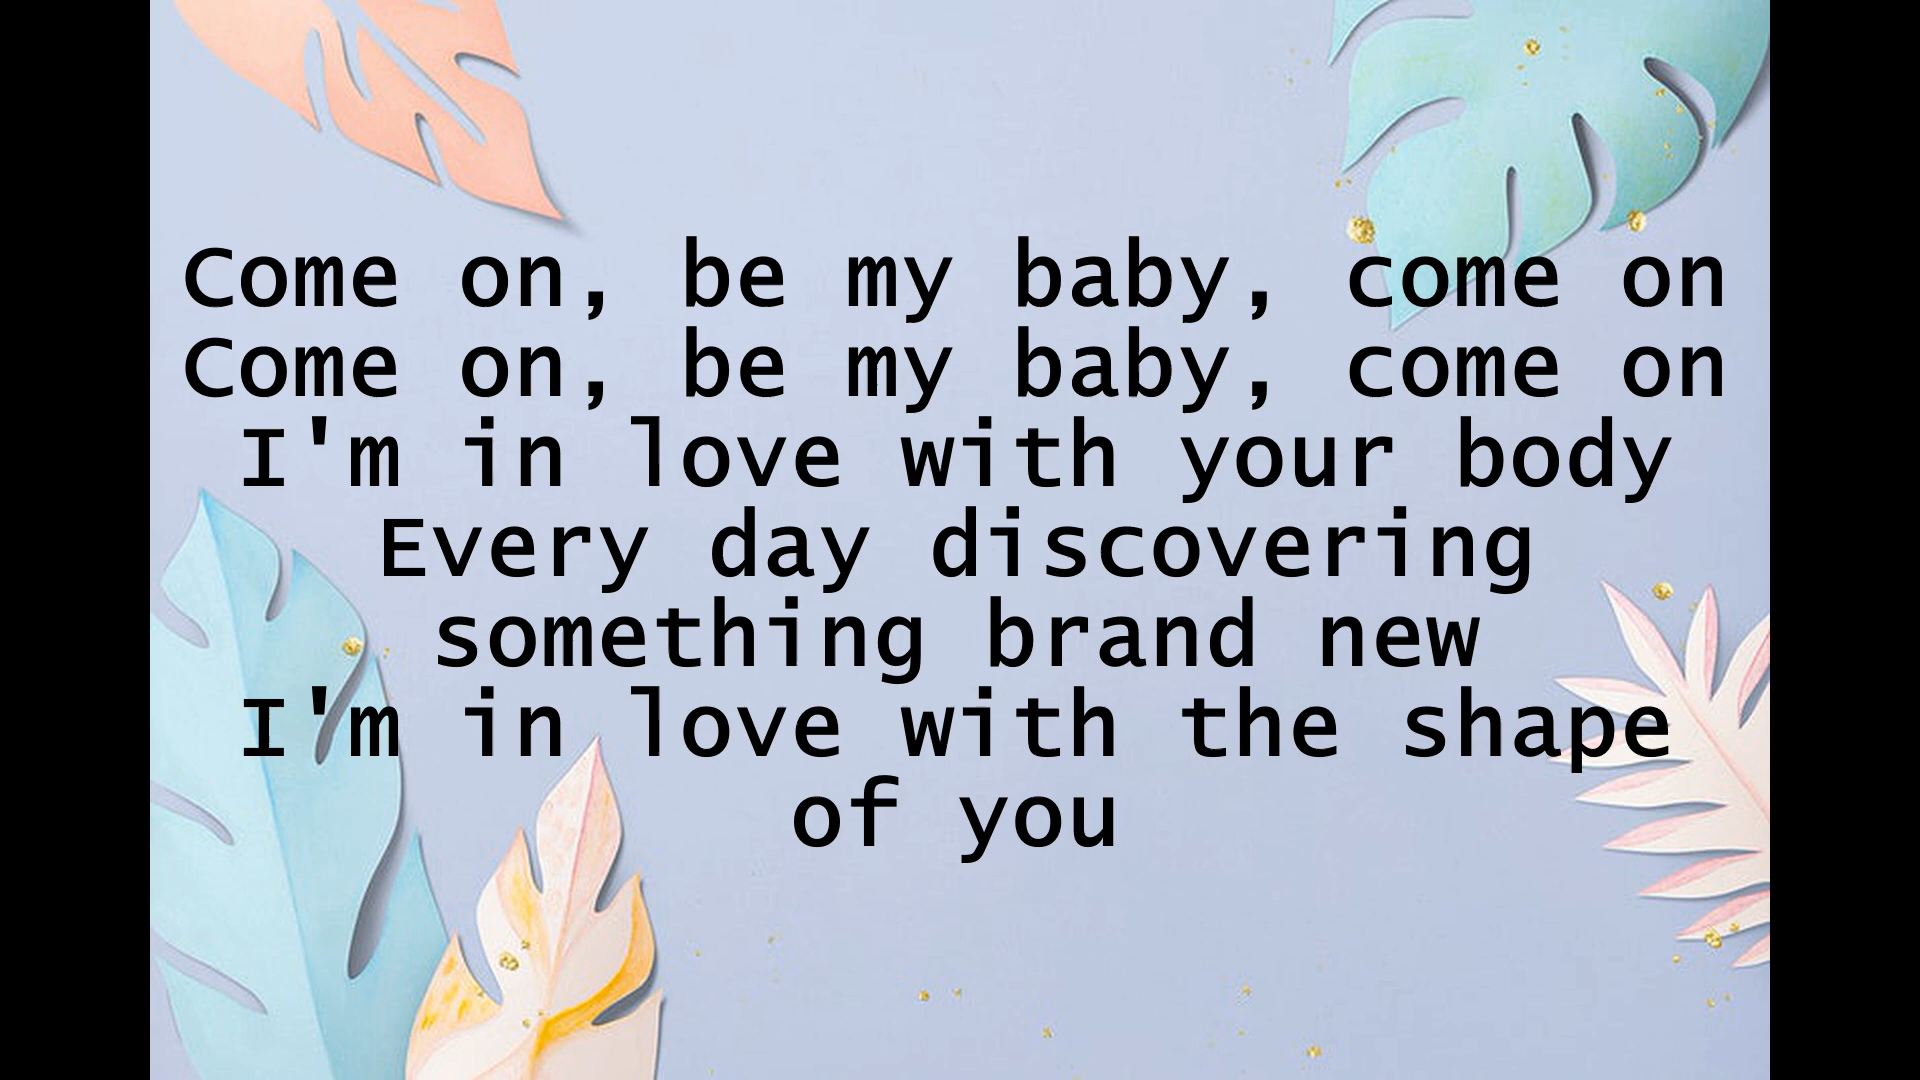 Come on, be my baby, come on
Come on, be my baby, come on
I'm in love with your body
Every day discovering
something brand new
I'm in love with the shape
of you